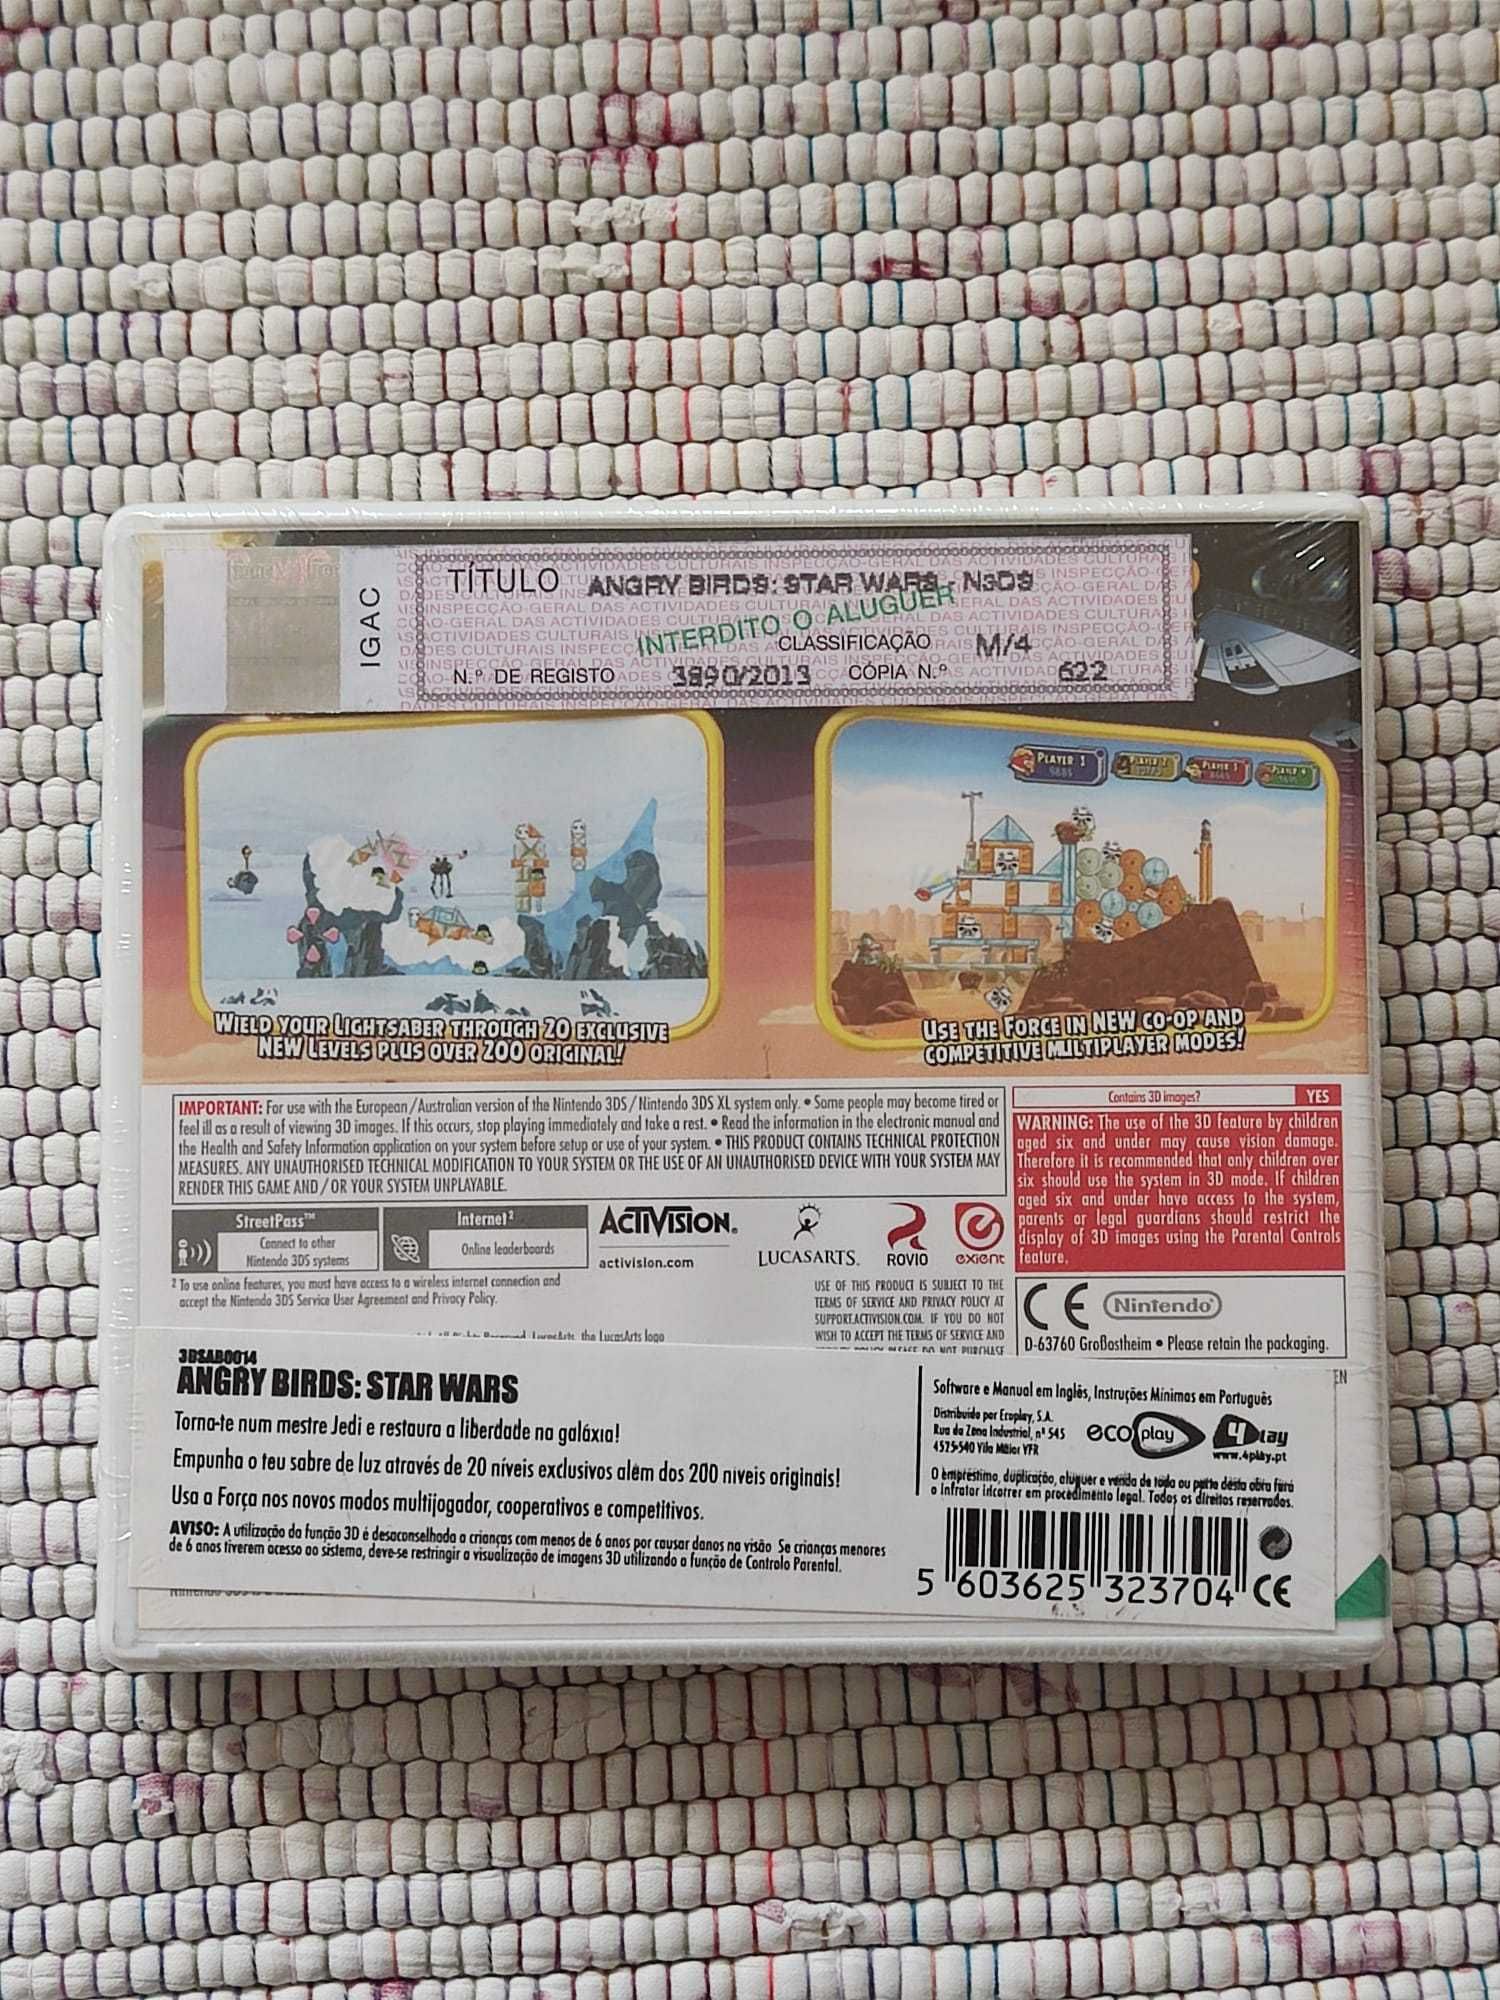 IGAC
TÍTULO ANGRY BIRDS: STAR WARS - N3DS
INTERDITO O ALUGUER
CLASSIFICAÇÃO M/4
N.º DE REGISTO 3890/2013 CÓPIA N.º 622
PLAYER 1
WIELD YOUR LIGHTSABER THROUGH 20 EXCLUSIVE
NEW LEVELS PLUS OVER 200 ORIGINAL!
USE THE FORCE IN NEW CO-OP AND
COMPETITIVE MULTIPLAYER MODES!
IMPORTANT: For use with the European/Australian version of the Nintendo 3DS/Nintendo 3DS XL system only. • Some people may become tired or
feel ill as a result of viewing 3D images. If this occurs, stop playing immediately and take a rest. • Read the information in the electronic manual and
the Health and Safety Information application on your system before setup or use of your system. • THIS PRODUCT CONTAINS TECHNICAL PROTECTION
MEASURES. ANY UNAUTHORISED TECHNICAL MODIFICATION TO YOUR SYSTEM OR THE USE OF AN UNAUTHORISED DEVICE WITH YOUR SYSTEM MAY
RENDER THIS GAME AND/OR YOUR SYSTEM UNPLAYABLE.
Contains 3D images? YES
WARNING: The use of the 3D feature by children
aged six and under may cause vision damage.
Therefore it is recommended that only children over
six should use the system in 3D mode. If children
aged six and under have access to the system,
parents or legal guardians should restrict the
display of 3D images using the Parental Controls
feature.
StreetPass™
Connect to other
Nintendo 3DS systems
Internet²
Online leaderboards
ACTIVISION.
activision.com
LUCASARTS.
ROVIO
exient
² To use online features, you must have access to a wireless internet connection and
accept the Nintendo 3DS Service User Agreement and Privacy Policy.
USE OF THIS PRODUCT IS SUBJECT TO THE
TERMS OF SERVICE AND PRIVACY POLICY AT
SUPPORT.ACTIVISION.COM. IF YOU DO NOT
WISH TO ACCEPT THE TERMS OF SERVICE AND
CE Nintendo
D-63760 Großostheim • Please retain the packaging.
EN
LucasArts, the LucasArts logo
3DSAB0014
ANGRY BIRDS: STAR WARS
Torna-te num mestre Jedi e restaura a liberdade na galáxia!
Empunha o teu sabre de luz através de 20 níveis exclusivos além dos 200 níveis originais!
Usa a Força nos novos modos multijogador, cooperativos e competitivos.
AVISO: A utilização da função 3D é desaconselhada a crianças com menos de 6 anos por causar danos na visão Se crianças menores
de 6 anos tiverem acesso ao sistema, deve-se restringir a visualização de imagens 3D utilizando a função de Controlo Parental.
Software e Manual em Inglês, Instruções Mínimas em Português
Distribuido por Ecoplay, S.A.
Rua da Zona Industrial, nº 545
4525-540 Vila Maior VFR
eco play
4Play
www.4play.pt
O empréstimo, duplicação, aluguer e venda de toda ou parte desta obra fará
o infrator incorrer em procedimento legal. Todos os direitos reservados.
5 603625 323704 CE